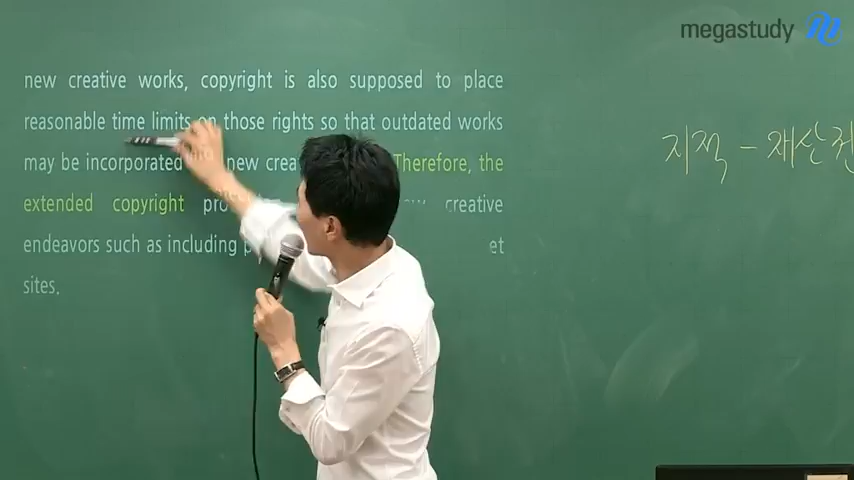 megastudy
new creative works, copyright is also supposed to place
reasonable time limits on those rights so that outdated works
may be incorporated into new Therefore, the
extended copyright creative
endeavors such as including
sites.
지적 - 재산권